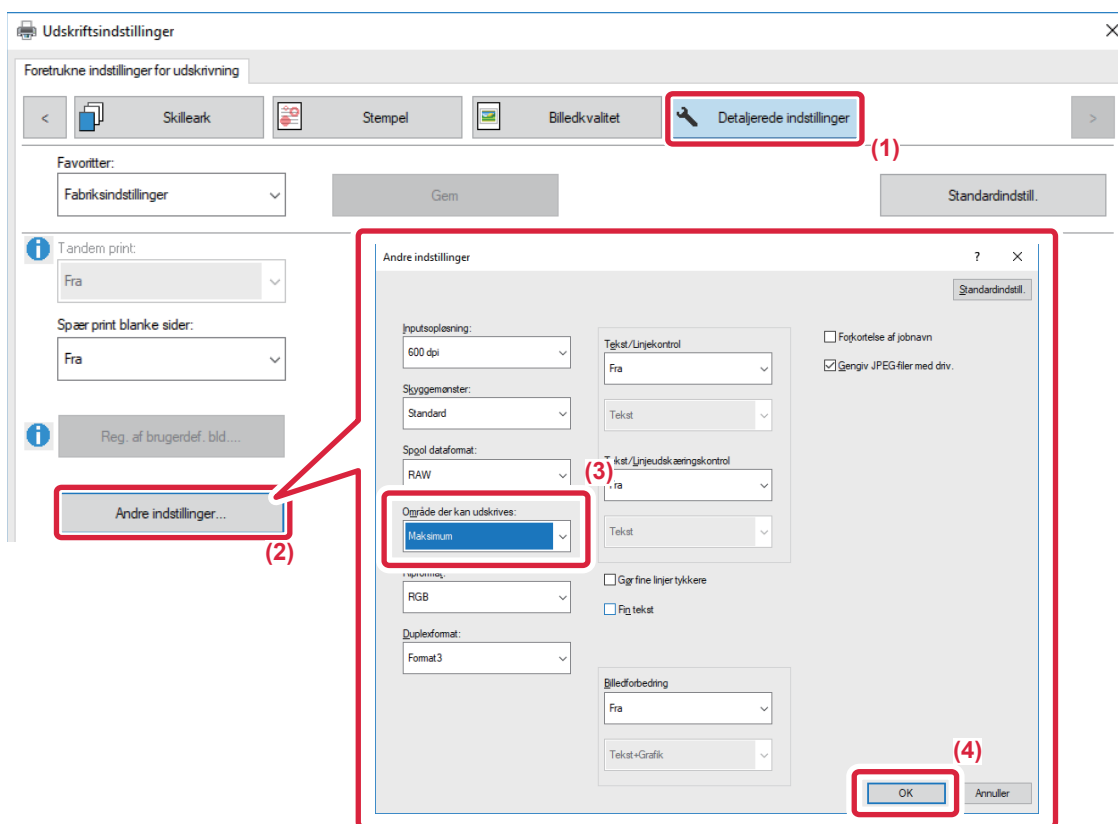 Udskriftsindstillinger
Foretrukne indstillinger for udskrivning
<
Skilleark
Stempel
Billedkvalitet
Detaljerede indstillinger
>
(1)
Favoritter:
Fabriksindstillinger
Gem
Standardindstill.
Tandem print:
Fra
Spær print blanke sider:
Fra
Reg. af brugerdef. bld....
Andre indstillinger...
(2)
Andre indstillinger
?
Standardindstill.
Inputsopløsning:
600 dpi
Skyggemønster:
Standard
Spool dataformat:
RAW
(3)
Område der kan udskrives:
Maksimum
Ripformat:
RGB
Duplexformat:
Format3
Tekst/Linjekontrol
Fra
Tekst
Tekst/Linjeudskæringskontrol
Fra
Tekst
Gør fine linjer tykkere
Fin tekst
Billedforbedring
Fra
Tekst+Grafik
Forkortelse af jobnavn
Gengiv JPEG-filer med driv.
(4)
OK
Annuller